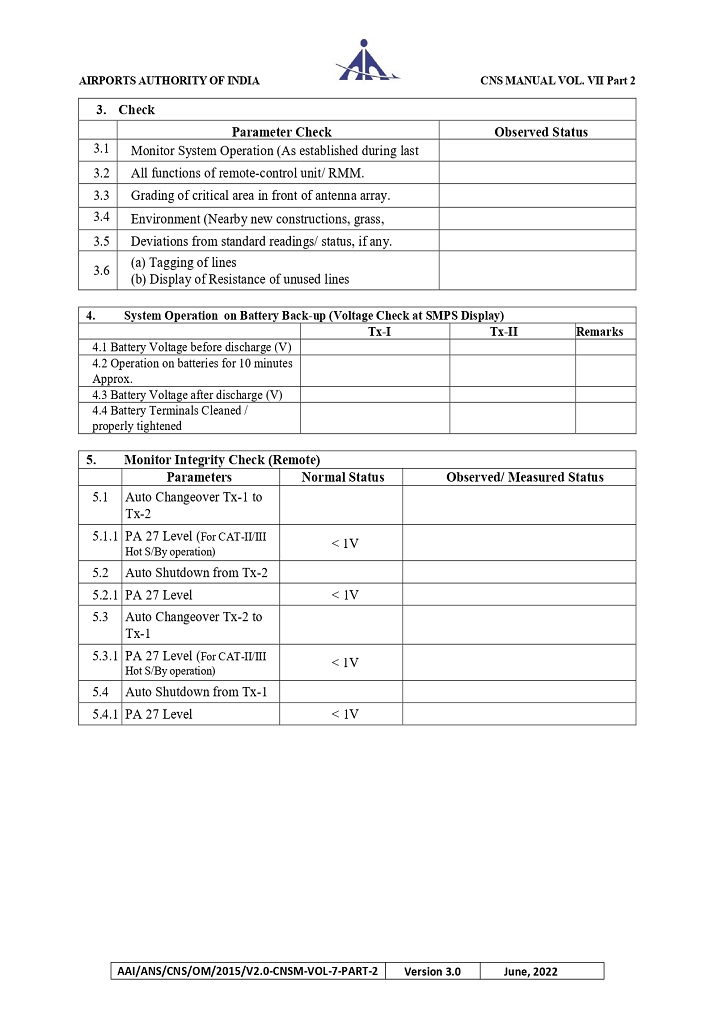 AIRPORTS AUTHORITY OF INDIA
CNS MANUAL VOL. VII Part 2
3. Check
Parameter Check Observed Status
3.1 Monitor System Operation (As established during last
3.2 All functions of remote-control unit/ RMM.
3.3 Grading of critical area in front of antenna array.
3.4 Environment (Nearby new constructions, grass,
3.5 Deviations from standard readings/ status, if any.
3.6 (a) Tagging of lines
(b) Display of Resistance of unused lines
4. System Operation on Battery Back-up (Voltage Check at SMPS Display)
Tx-I Tx-II Remarks
4.1 Battery Voltage before discharge (V)
4.2 Operation on batteries for 10 minutes
Approx.
4.3 Battery Voltage after discharge (V)
4.4 Battery Terminals Cleaned /
properly tightened
5. Monitor Integrity Check (Remote)
Parameters Normal Status Observed/ Measured Status
5.1 Auto Changeover Tx-1 to
Tx-2
5.1.1 PA 27 Level (For CAT-II/III
Hot S/By operation) < 1V
5.2 Auto Shutdown from Tx-2
5.2.1 PA 27 Level < 1V
5.3 Auto Changeover Tx-2 to
Tx-1
5.3.1 PA 27 Level (For CAT-II/III
Hot S/By operation) < 1V
5.4 Auto Shutdown from Tx-1
5.4.1 PA 27 Level < 1V
AAI/ANS/CNS/OM/2015/V2.0-CNSM-VOL-7-PART-2 Version 3.0 June, 2022